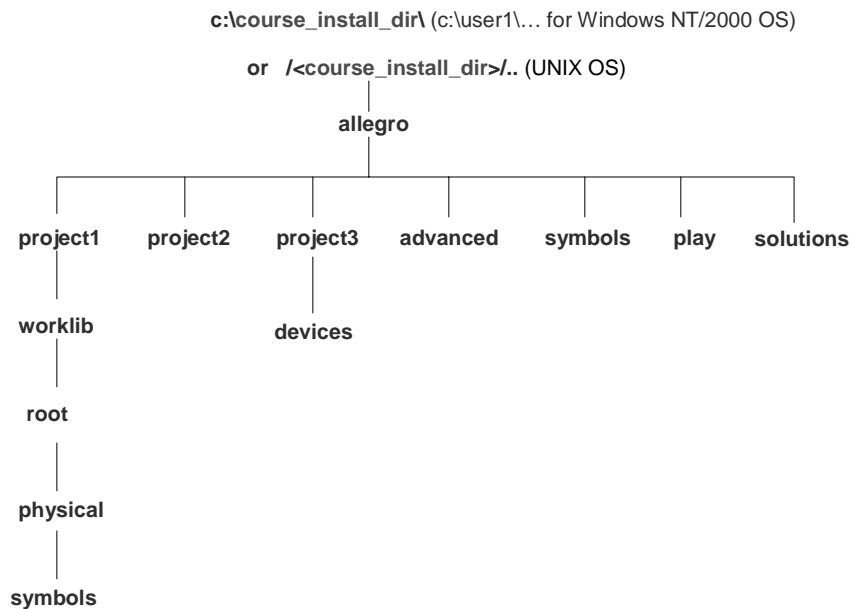 c:\course_install_dir\ (c:\user1\… for Windows NT/2000 OS)
or /<course_install_dir>/.. (UNIX OS)
allegro
project1 project2 project3 advanced symbols play solutions
worklib devices
root
physical
symbols